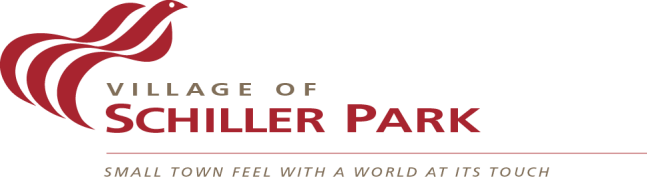 VILLAGE OF
SCHILLER PARK
SMALL TOWN FEEL WITH A WORLD AT ITS TOUCH